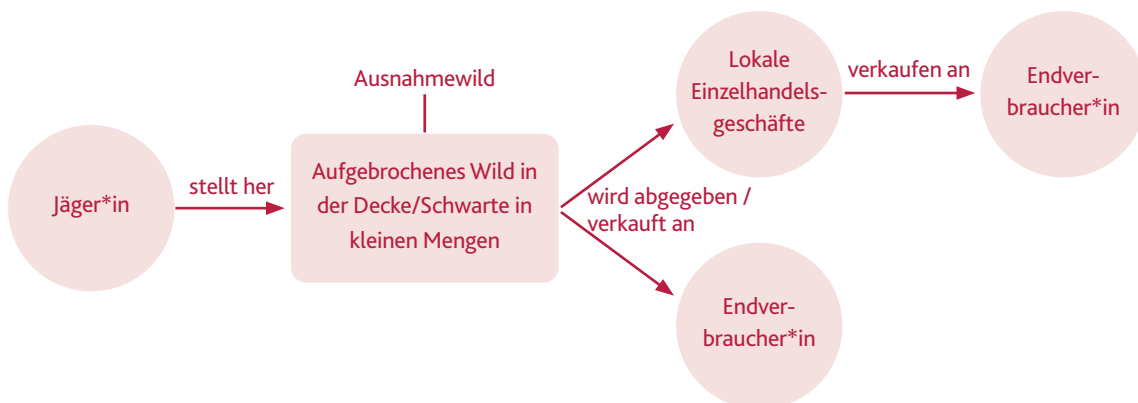 Jäger*in
stellt her
Ausnahmewild
Aufgebrochenes Wild in
der Decke/Schwarte in
kleinen Mengen
wird abgegeben /
verkauft an
Lokale
Einzelhandels-
geschäfte
verkaufen an
Endver-
braucher*in
Endver-
braucher*in